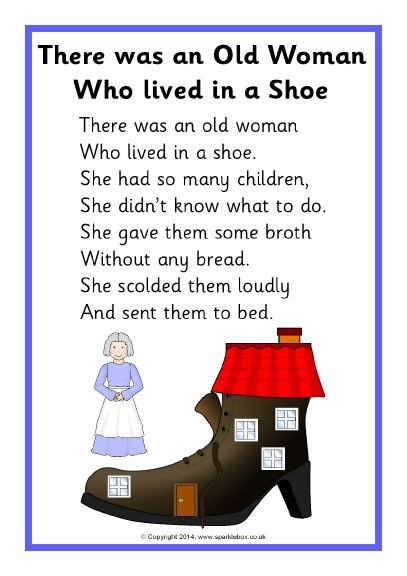 There was an Old Woman
Who lived in a Shoe
There was an old woman
Who lived in a shoe.
She had so many children,
She didn't know what to do.
She gave them some broth
Without any bread.
She scolded them loudly
And sent them to bed.
© Copyright 2014, www.sparklebox.co.uk